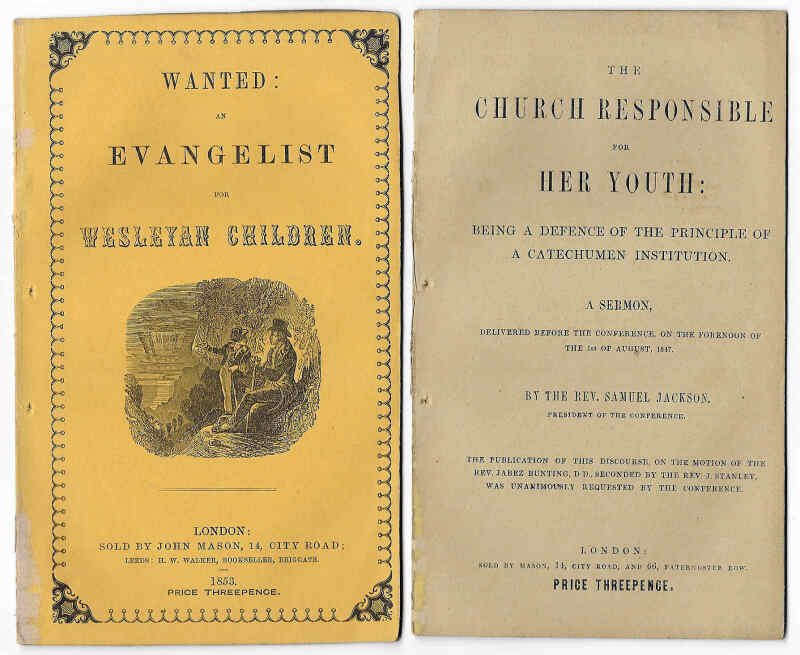 WANTED:
AN
EVANGELIST
FOR
WESLEYAN CHILDREN.
LONDON:
SOLD BY JOHN MASON, 14, CITY ROAD;
LEEDS: H. W. WALKER, BOOKSELLER, BRIGGATE.
1853.
PRICE THREEPENCE.
THE
CHURCH RESPONSIBLE
FOR
HER YOUTH:
BEING A DEFENCE OF THE PRINCIPLE OF
A CATECHUMEN INSTITUTION.
A SERMON,
DELIVERED BEFORE THE CONFERENCE, ON THE FORENOON OF
THE 1st OF AUGUST, 1847.
BY THE REV. SAMUEL JACKSON,
PRESIDENT OF THE CONFERENCE.
THE PUBLICATION OF THIS DISCOURSE, ON THE MOTION OF THE
REV. JABEZ BUNTING, D.D., SECONDED BY THE REV. J. STANLEY,
WAS UNANIMOUSLY REQUESTED BY THE CONFERENCE.
LONDON:
SOLD BY MASON, 14, CITY ROAD, AND 66, PATERNOSTER ROW.
PRICE THREEPENCE.